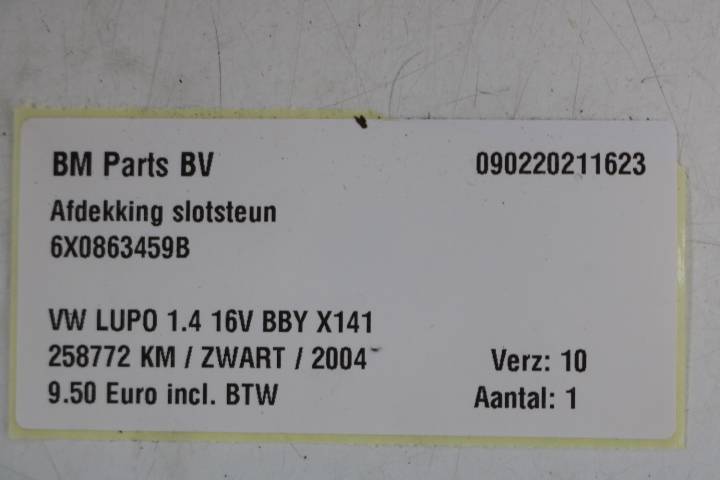 BM Parts BV 090220211623
Afdekking slotsteun
6X0863459B
VW LUPO 1.4 16V BBY X141
258772 KM / ZWART / 2004 Verz: 10
9.50 Euro incl. BTW Aantal: 1